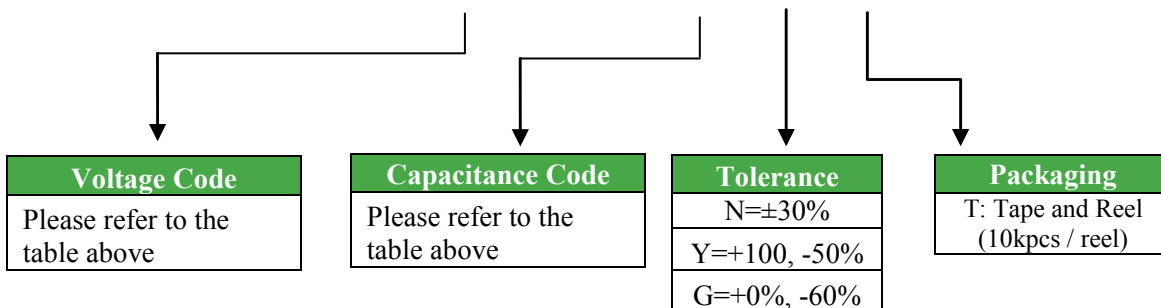 Voltage Code
Please refer to the
table above
Capacitance Code
Please refer to the
table above
Tolerance
N=±30%
Y=+100, -50%
G=+0%, -60%
Packaging
T: Tape and Reel
(10kpcs / reel)